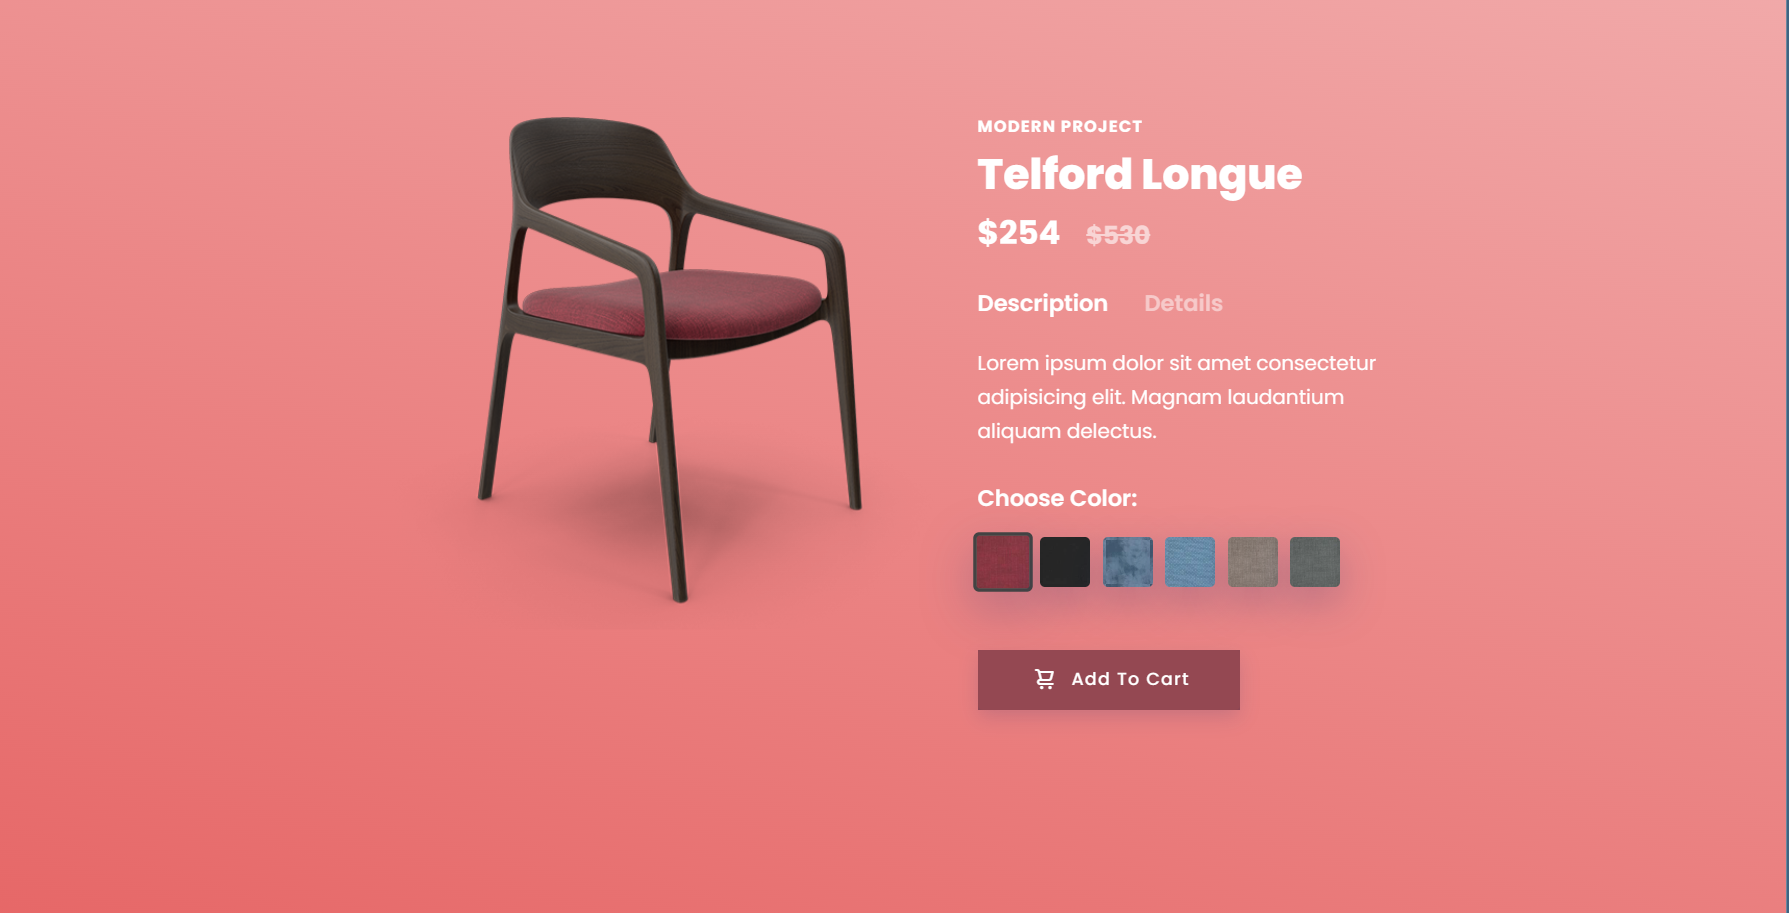 MODERN PROJECT
Telford Longue
$254 $530
Description Details
Lorem ipsum dolor sit amet consectetur
adipisicing elit. Magnam laudantium
aliquam delectus.
Choose Color:
Add To Cart